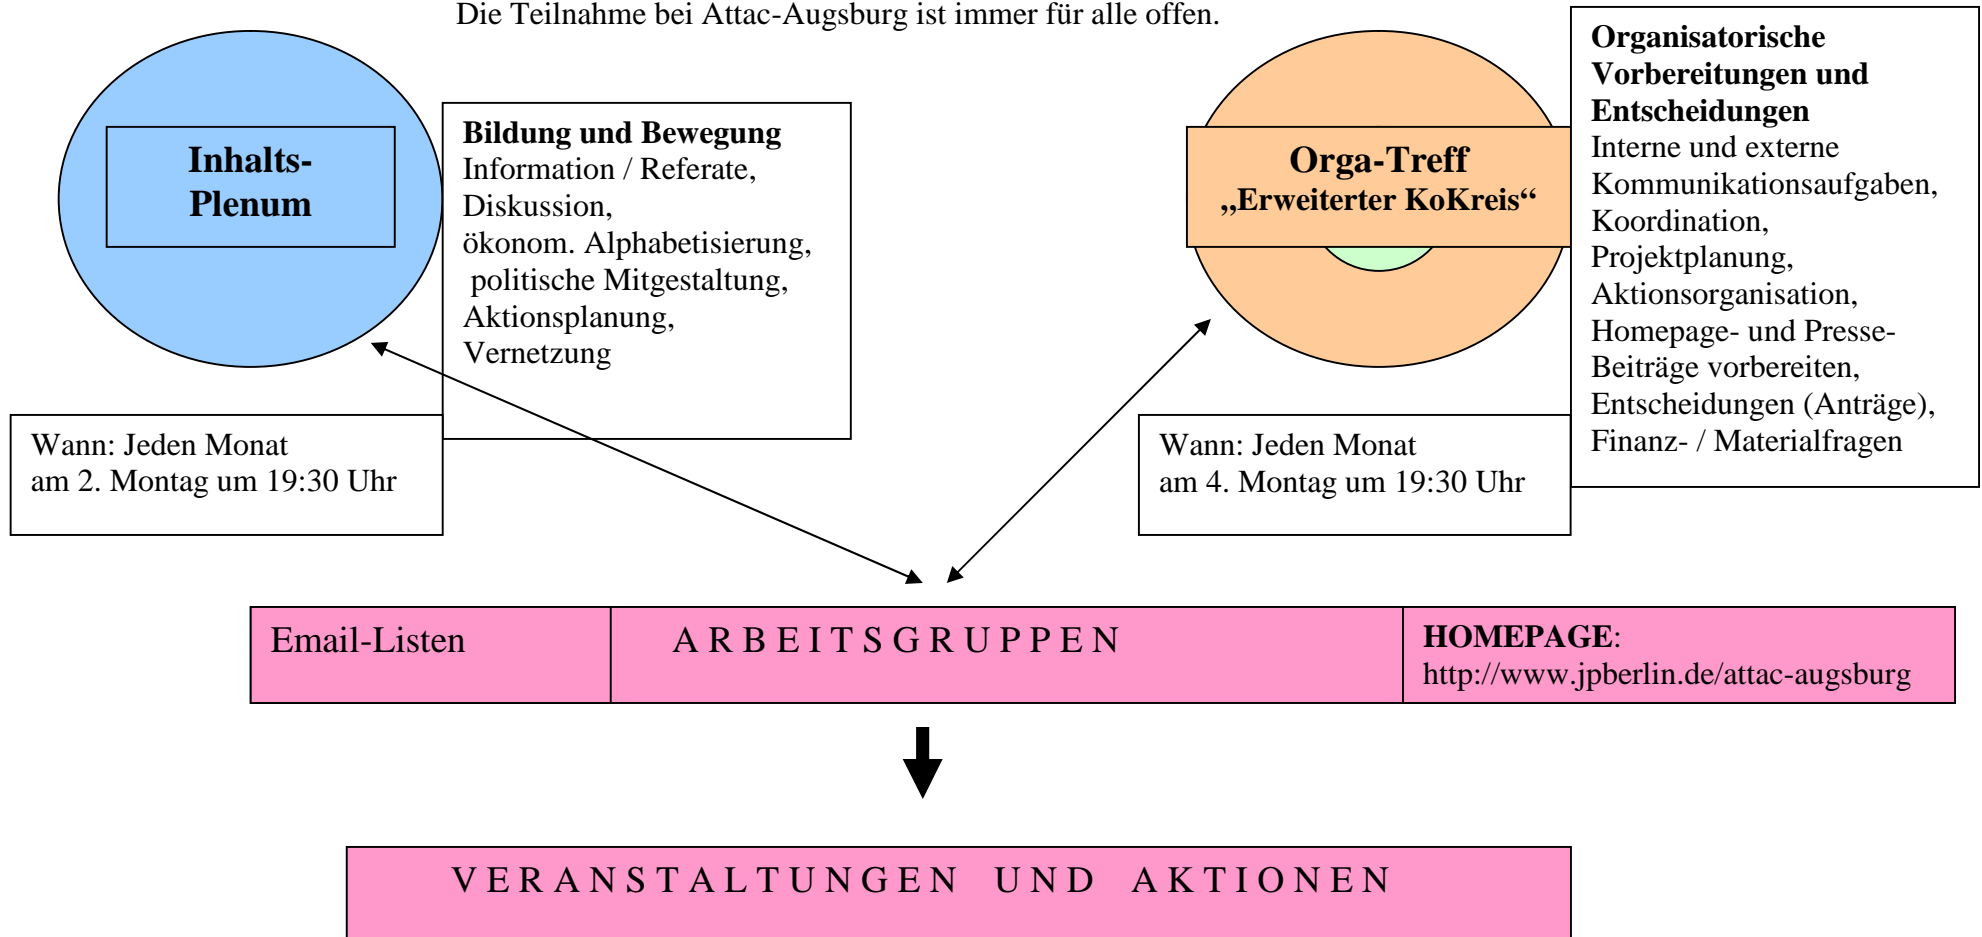 Die Teilnahme bei Attac-Augsburg ist immer für alle offen.
Inhalts-
Plenum
Bildung und Bewegung
Information / Referate,
Diskussion,
ökonom. Alphabetisierung,
politische Mitgestaltung,
Aktionsplanung,
Vernetzung
Wann: Jeden Monat
am 2. Montag um 19:30 Uhr
Orga-Treff
„Erweiterter KoKreis“
Organisatorische
Vorbereitungen und
Entscheidungen
Interne und externe
Kommunikationsaufgaben,
Koordination,
Projektplanung,
Aktionsorganisation,
Homepage- und Presse-
Beiträge vorbereiten,
Entscheidungen (Anträge),
Finanz- / Materialfragen
Wann: Jeden Monat
am 4. Montag um 19:30 Uhr
Email-Listen
A R B E I T S G R U P P E N
HOMEPAGE:
http://www.jpberlin.de/attac-augsburg
V E R A N S T A L T U N G E N U N D A K T I O N E N